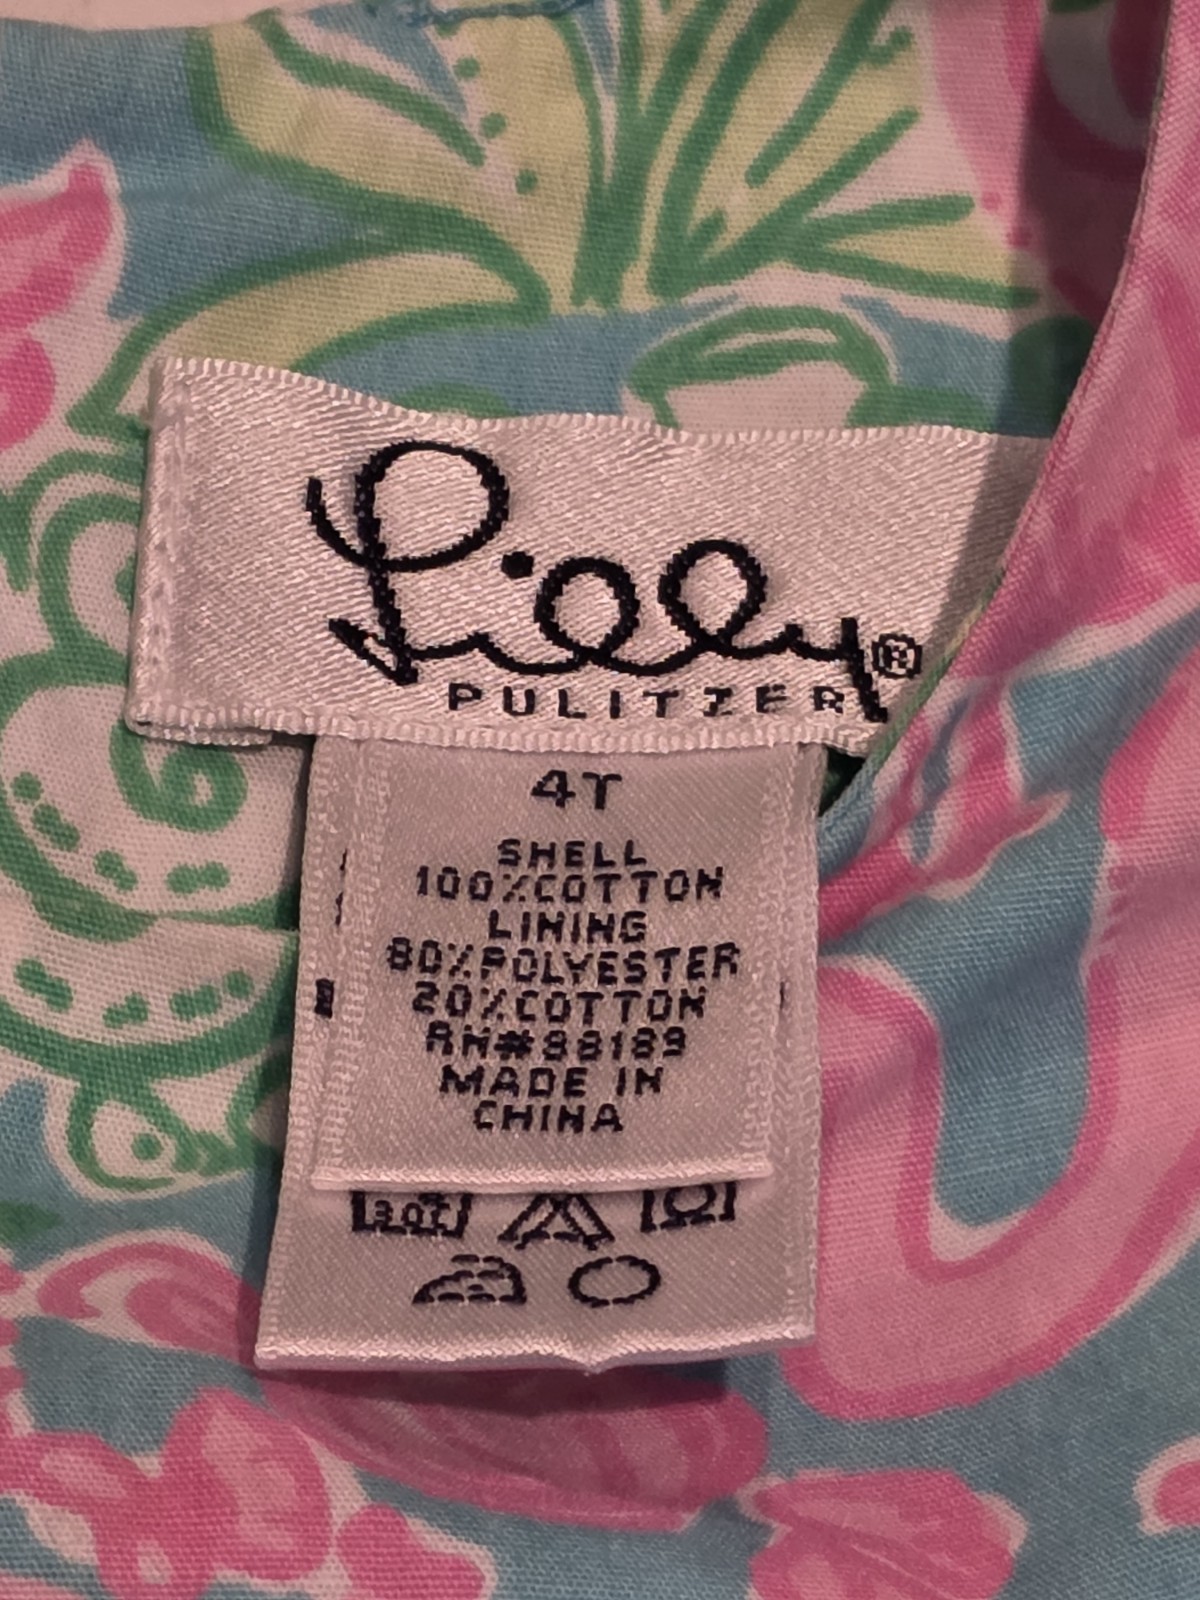 Lilly®
PULITZER
4T
SHELL
100%COTTON
LINING
80%POLYESTER
20%COTTON
RN#88189
MADE IN
CHINA